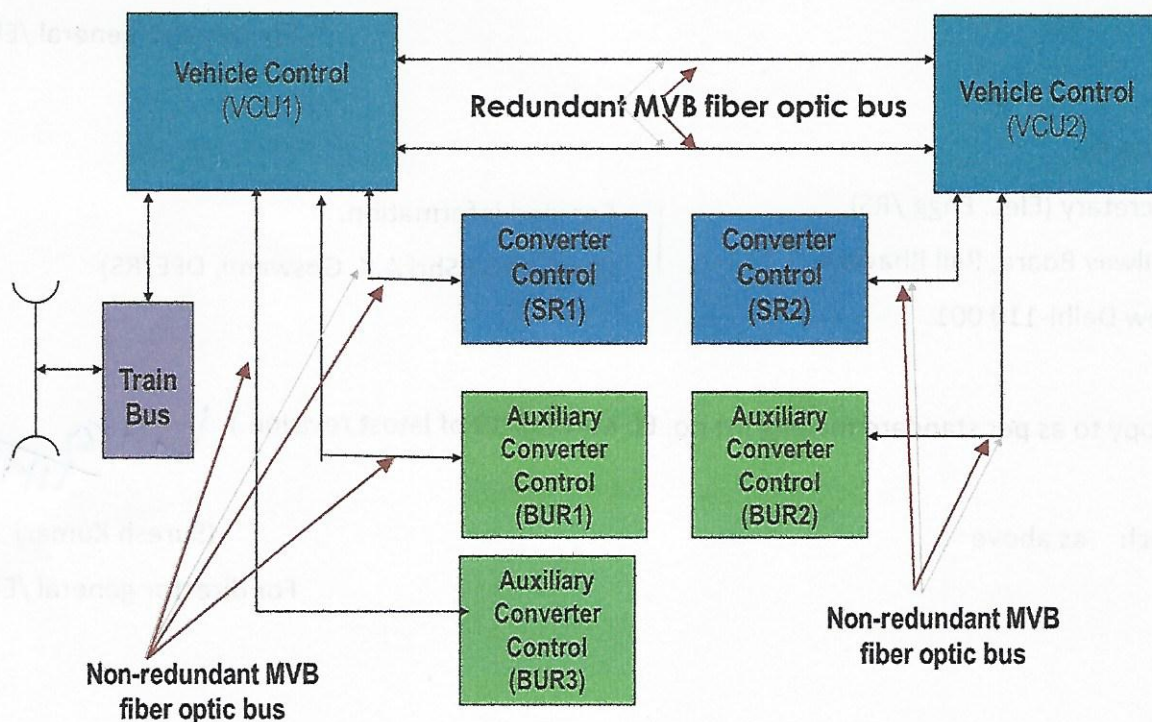 Vehicle Control
(VCU1)
Redundant MVB fiber optic bus
Vehicle Control
(VCU2)
Converter
Control
(SR1)
Converter
Control
(SR2)
Train
Bus
Auxiliary
Converter
Control
(BUR1)
Auxiliary
Converter
Control
(BUR2)
Auxiliary
Converter
Control
(BUR3)
Non-redundant MVB
fiber optic bus
Non-redundant MVB
fiber optic bus